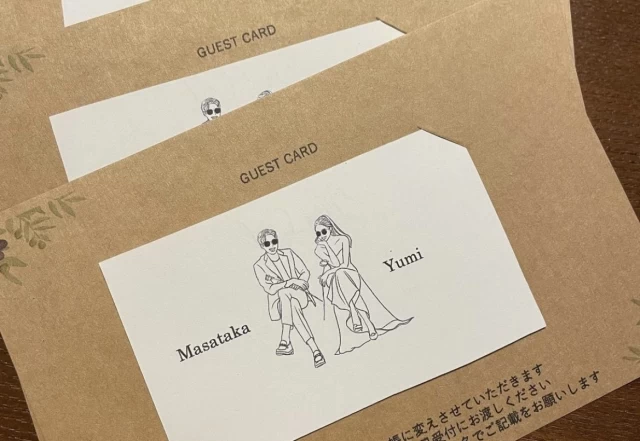 GUEST CARD
GUEST CARD
Yumi
Masataka
に変えさせていただきます
受付にお渡しください
でご記載をお願いします